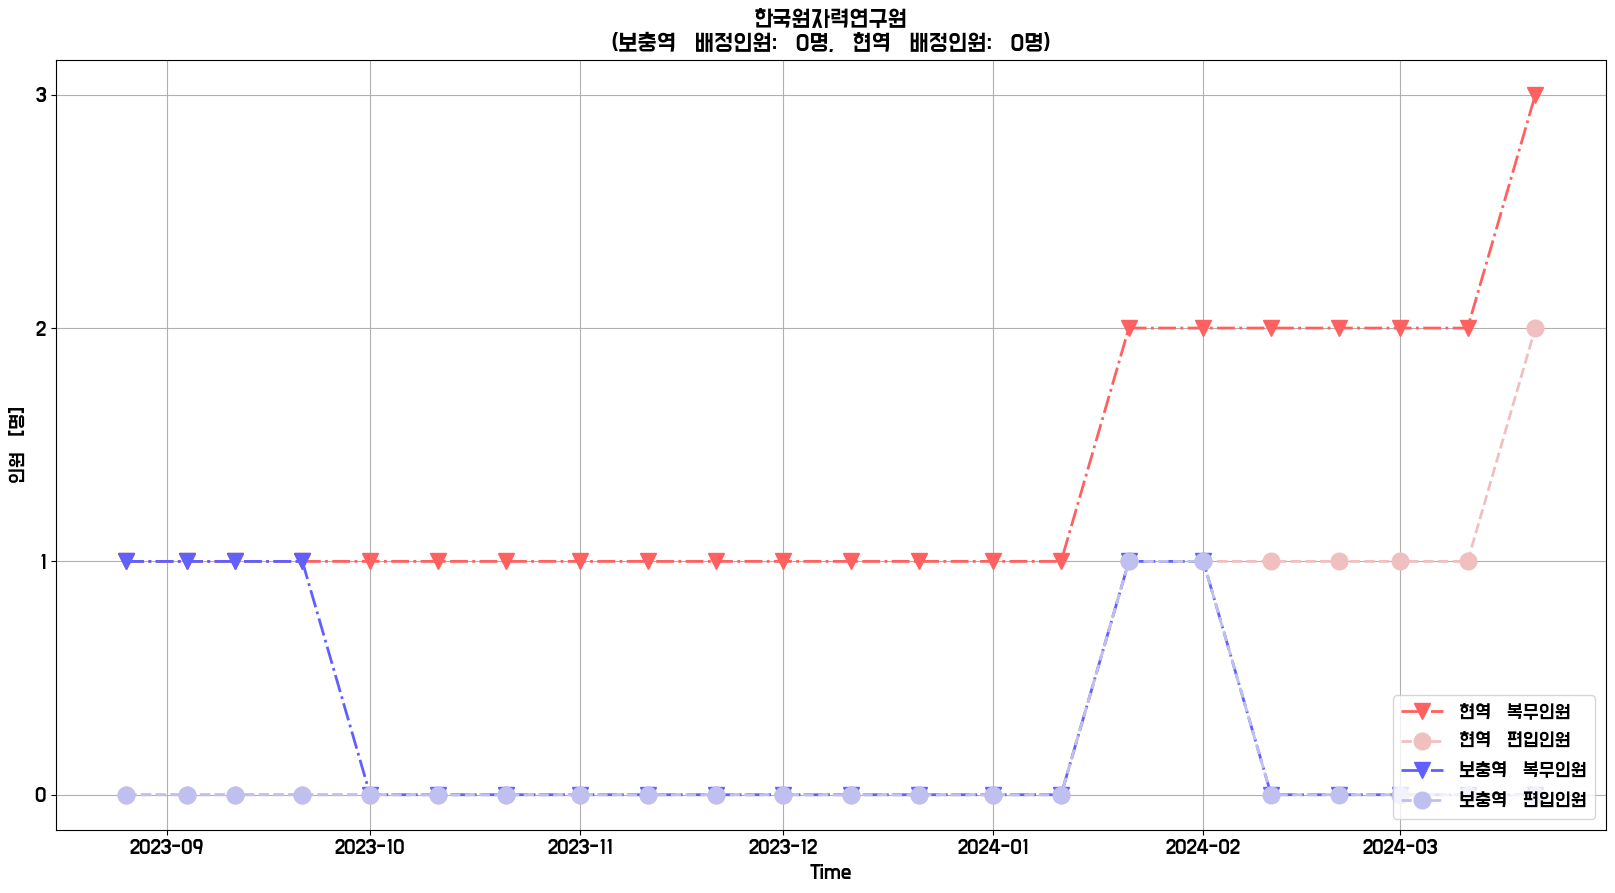 한국원자력연구원
(보충역 배정인원: 0명, 현역 배정인원: 0명)
인원 [명]
3
2
1
0
2023-09 2023-10 2023-11 2023-12 2024-01 2024-02 2024-03
Time
현역 복무인원
현역 편입인원
보충역 복무인원
보충역 편입인원